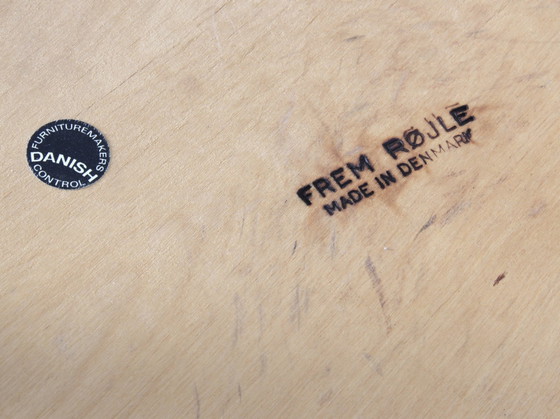 FURNITUREMAKERS
DANISH
CONTROL
FREM RØJLE
MADE IN DENMARK